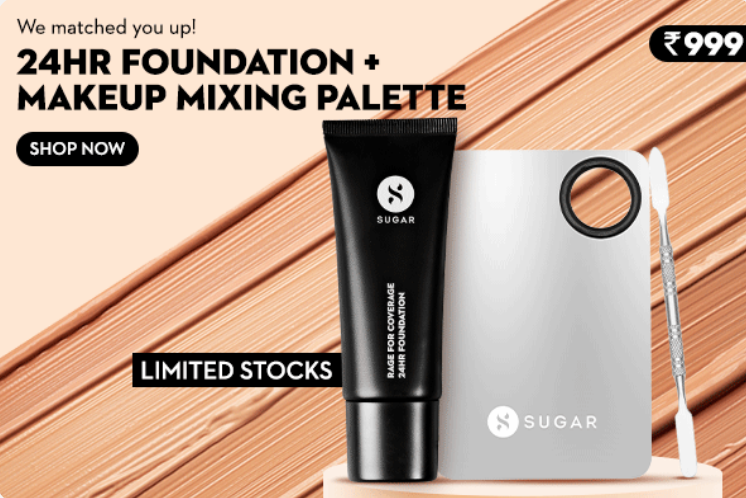 We matched you up!
24HR FOUNDATION +
MAKEUP MIXING PALETTE
SHOP NOW
₹999
SUGAR
RAGE FOR COVERAGE
24HR FOUNDATION
LIMITED STOCKS
SUGAR